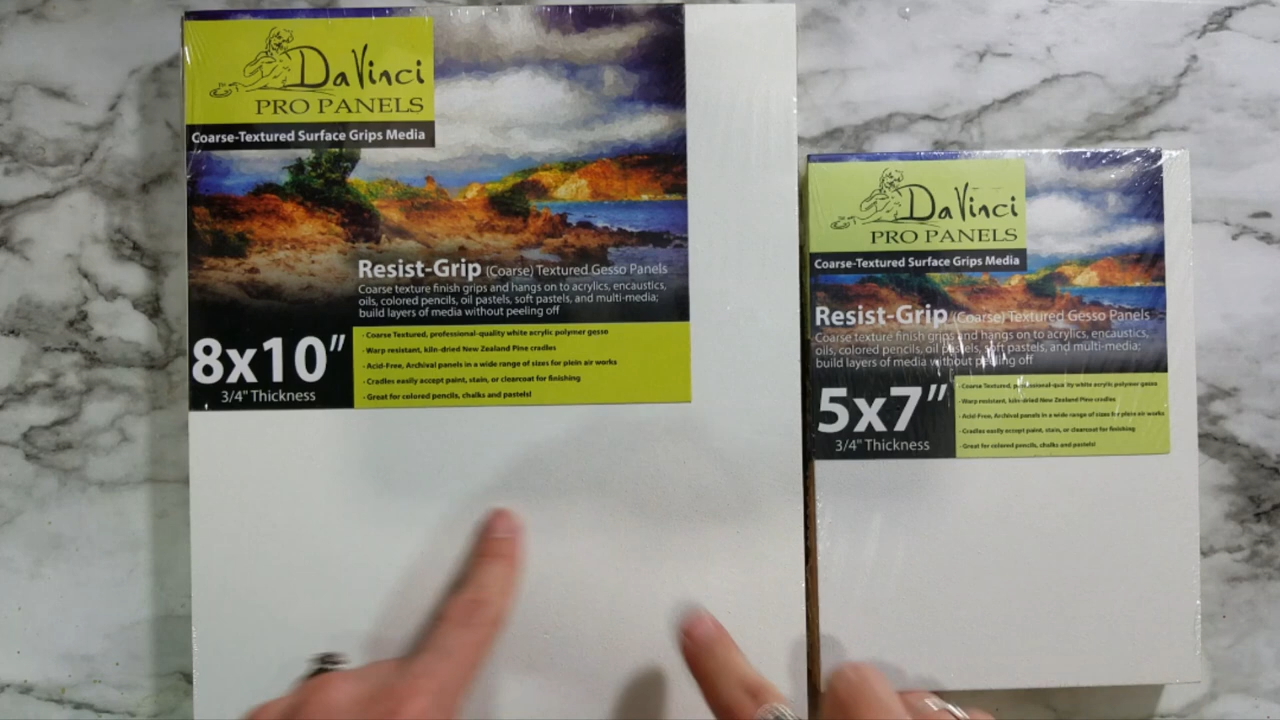 DaVinci
PRO PANELS
Coarse-Textured Surface Grips Media
Resist-Grip (Coarse) Textured Gesso Panels
Coarse texture finish grips and hangs on to acrylics, encaustics,
oils, colored pencils, oil pastels, soft pastels, and multi-media;
build layers of media without peeling off
8x10"
3/4" Thickness
· Coarse Textured, professional-quality white acrylic polymer gesso
· Warp resistant, kiln-dried New Zealand Pine cradles
· Acid-Free, Archival panels in a wide range of sizes for plein air works
· Cradles easily accept paint, stain, or clearcoat for finishing
· Great for colored pencils, chalks and pastels!
DaVinci
PRO PANELS
Coarse-Textured Surface Grips Media
Resist-Grip (Coarse) Textured Gesso Panels
Coarse texture finish grips and hangs on to acrylics, encaustics,
oils, colored pencils, oil pastels, soft pastels, and multi-media;
build layers of media without peeling off
5x7"
3/4" Thickness
· Coarse Textured, professional-quality white acrylic polymer gesso
· Warp resistant, kiln-dried New Zealand Pine cradles
· Acid-Free, Archival panels in a wide range of sizes for plein air works
· Cradles easily accept paint, stain, or clearcoat for finishing
· Great for colored pencils, chalks and pastels!